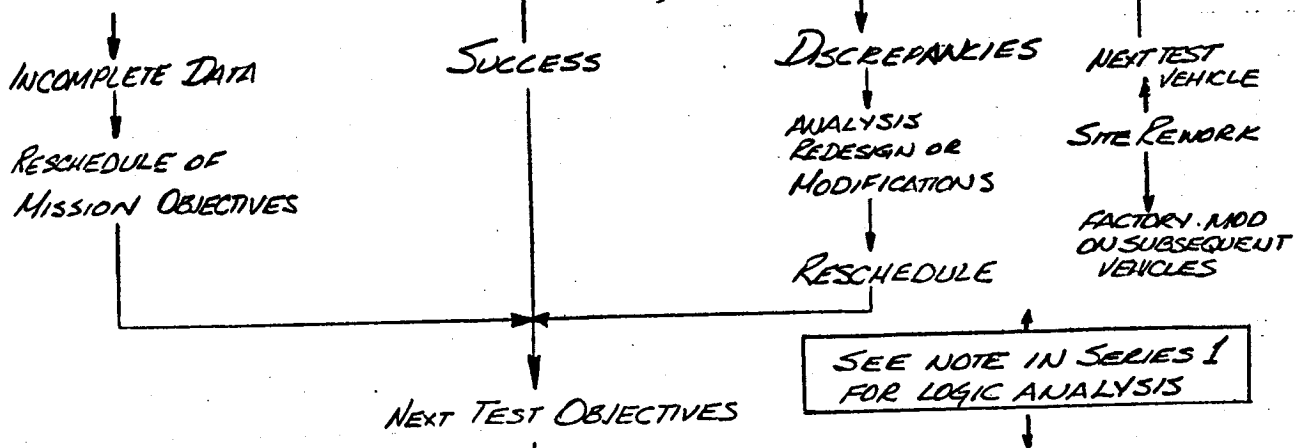 INCOMPLETE DATA
RESCHEDULE OF
MISSION OBJECTIVES
SUCCESS
DISCREPANCIES
ANALYSIS
REDESIGN OR
MODIFICATIONS
RESCHEDULE
NEXT TEST
VEHICLE
SITE REWORK
FACTORY. MOD
ON SUBSEQUENT
VEHICLES
NEXT TEST OBJECTIVES
SEE NOTE IN SERIES 1
FOR LOGIC ANALYSIS